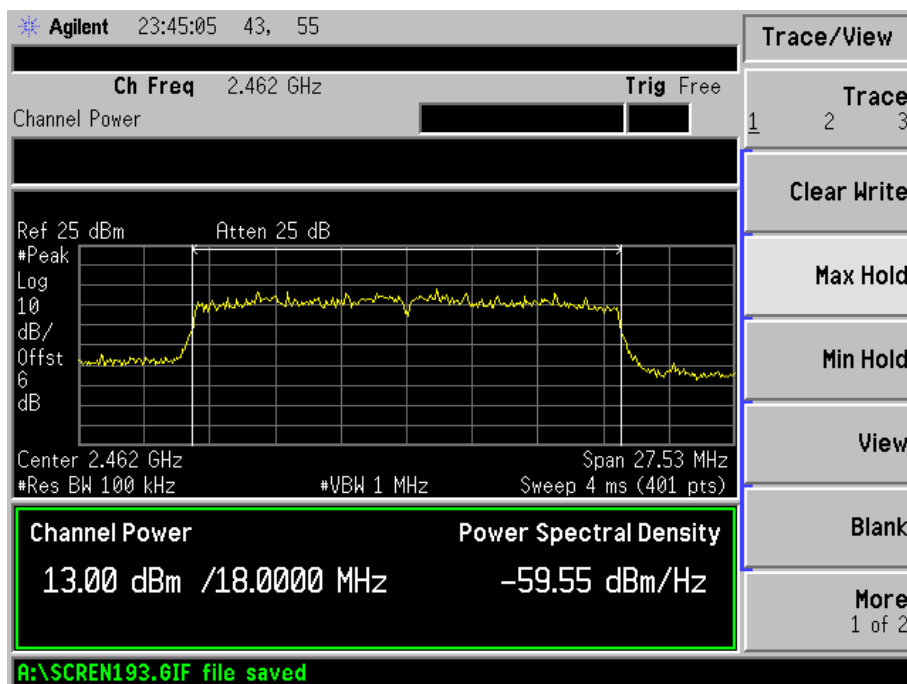 Agilent 23:45:05 43, 55
Trace/View
Ch Freq 2.462 GHz Trig Free
Channel Power
Trace
1 2 3
Clear Write
Max Hold
Min Hold
View
Blank
More
1 of 2
Ref 25 dBm Atten 25 dB
#Peak
Log
10
dB/
Offst
6
dB
Center 2.462 GHz Span 27.53 MHz
#Res BW 100 kHz #VBW 1 MHz Sweep 4 ms (401 pts)
Channel Power Power Spectral Density
13.00 dBm /18.0000 MHz -59.55 dBm/Hz
A:\SCREN193.GIF file saved